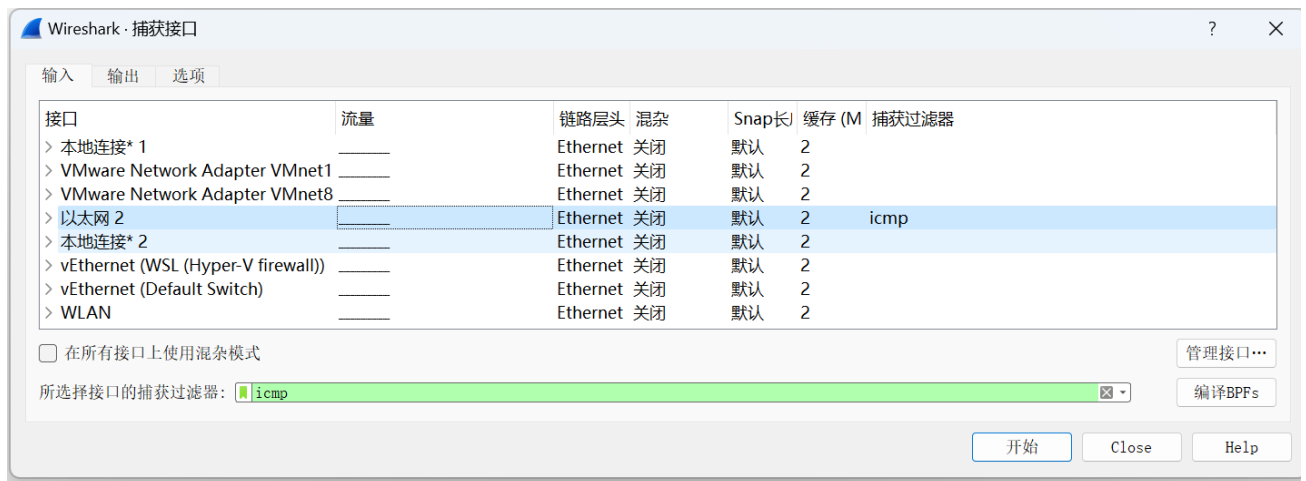 Wireshark · 捕获接口 ?
输入 输出 选项
接口 流量 链路层头 混杂 Snap长 缓存 (M 捕获过滤器
本地连接* 1 Ethernet 关闭 默认 2
VMware Network Adapter VMnet1 Ethernet 关闭 默认 2
VMware Network Adapter VMnet8 Ethernet 关闭 默认 2
以太网 2 Ethernet 关闭 默认 2 icmp
本地连接* 2 Ethernet 关闭 默认 2
vEthernet (WSL (Hyper-V firewall)) Ethernet 关闭 默认 2
vEthernet (Default Switch) Ethernet 关闭 默认 2
WLAN Ethernet 关闭 默认 2
在所有接口上使用混杂模式 管理接口…
所选择接口的捕获过滤器: icmp 编译BPFs
开始 Close Help